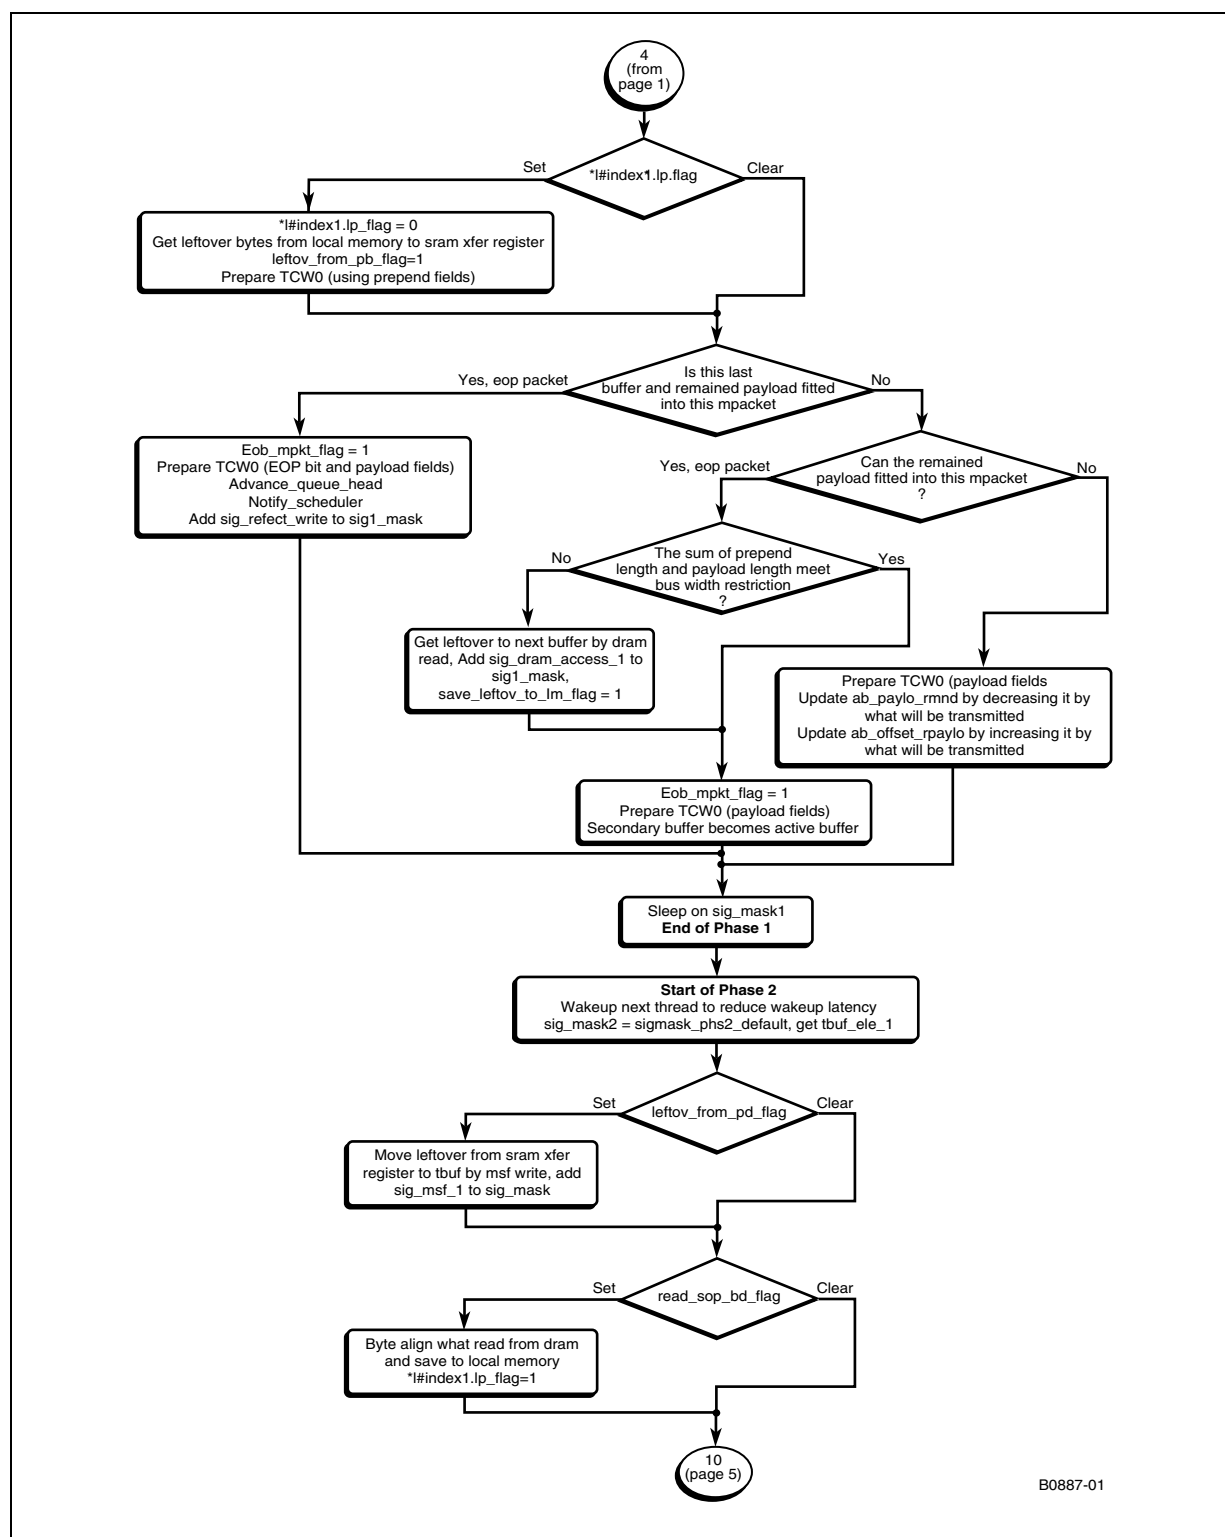 4
(from
page 1)
*l#index1.lp.flag
Set
Clear
*l#index1.lp_flag = 0
Get leftover bytes from local memory to sram xfer register
leftov_from_pb_flag=1
Prepare TCW0 (using prepend fields)
Is this last
buffer and remained payload fitted
into this mpacket
Yes, eop packet
No
Eob_mpkt_flag = 1
Prepare TCW0 (EOP bit and payload fields)
Advance_queue_head
Notify_scheduler
Add sig_refect_write to sig1_mask
Can the remained
payload fitted into this mpacket
?
Yes, eop packet
No
The sum of prepend
length and payload length meet
bus width restriction
?
No
Yes
Get leftover to next buffer by dram
read, Add sig_dram_access_1 to
sig1_mask,
save_leftov_to_lm_flag = 1
Prepare TCW0 (payload fields
Update ab_paylo_rmnd by decreasing it by
what will be transmitted
Update ab_offset_rpaylo by increasing it by
what will be transmitted
Eob_mpkt_flag = 1
Prepare TCW0 (payload fields)
Secondary buffer becomes active buffer
Sleep on sig_mask1
End of Phase 1
Start of Phase 2
Wakeup next thread to reduce wakeup latency
sig_mask2 = sigmask_phs2_default, get tbuf_ele_1
leftov_from_pd_flag
Set
Clear
Move leftover from sram xfer
register to tbuf by msf write, add
sig_msf_1 to sig_mask
read_sop_bd_flag
Set
Clear
Byte align what read from dram
and save to local memory
*l#index1.lp_flag=1
10
(page 5)
B0887-01